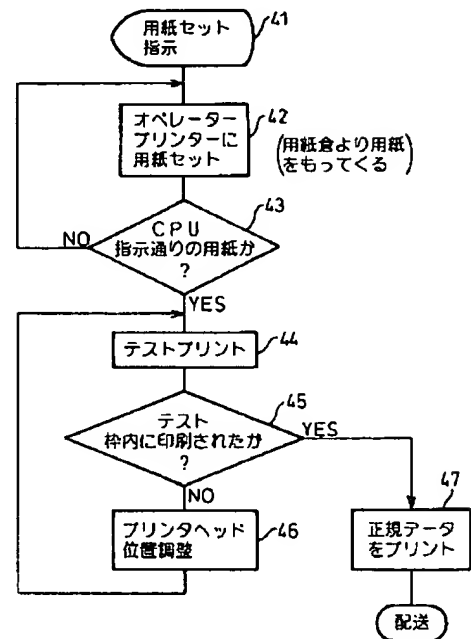 用紙セット
指示
41
オペレーター
プリンターに
用紙セット
42
(用紙倉より用紙
をもってくる)
43
CPU
指示通りの用紙か
?
NO
YES
テストプリント
44
45
テスト
枠内に印刷されたか
?
YES
NO
プリンタヘッド
位置調整
46
47
正規データ
をプリント
配送